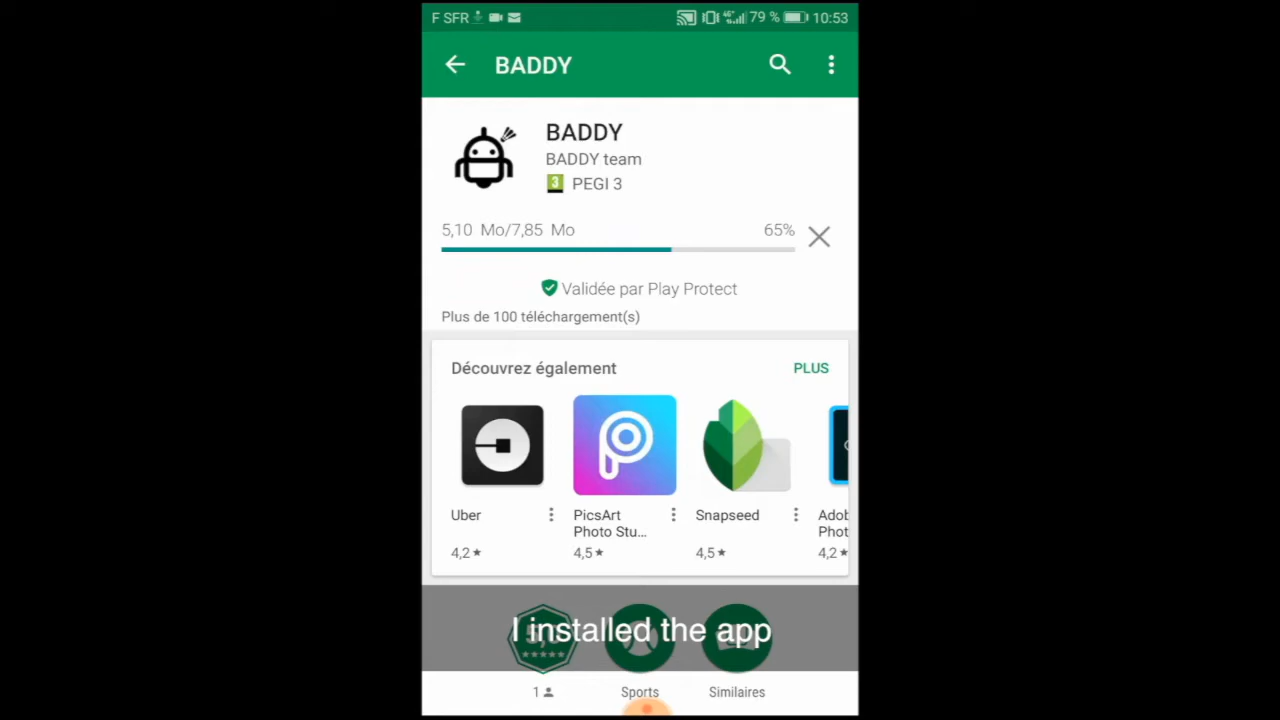 F SFR 79 % 10:53
BADDY
BADDY
BADDY team
3 PEGI 3
5,10 Mo/7,85 Mo 65%
Validée par Play Protect
Plus de 100 téléchargement(s)
Découvrez également PLUS
Uber PicsArt Snapseed Adob
Photo Stu... Phot
4,2★ 4,5★ 4,5★ 4,2★
I installed the app
1 Sports Similaires